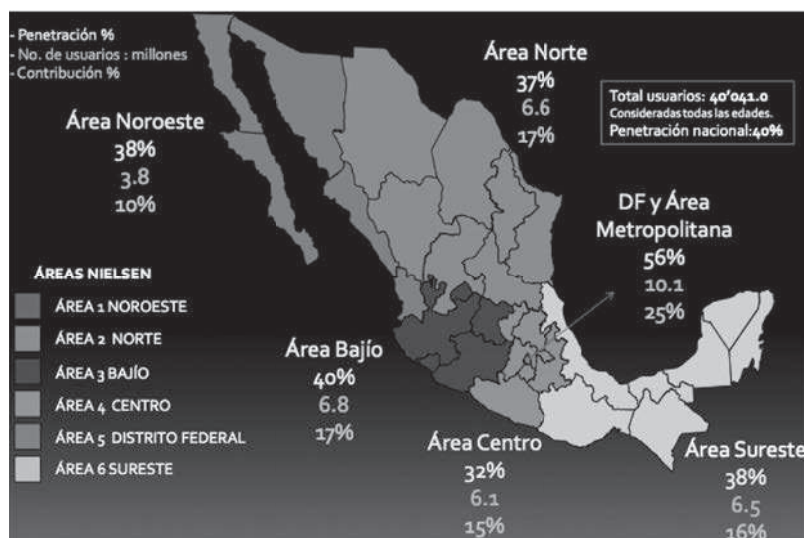 - Penetración %
- No. de usuarios : millones
- Contribución %
Área Noroeste
38%
3.8
10%
Área Norte
37%
6.6
17%
Total usuarios: 40'041.0
Consideradas todas las edades.
Penetración nacional:40%
DF y Área
Metropolitana
56%
10.1
25%
ÁREAS NIELSEN
ÁREA 1 NOROESTE
ÁREA 2 NORTE
ÁREA 3 BAJÍO
ÁREA 4 CENTRO
ÁREA 5 DISTRITO FEDERAL
ÁREA 6 SURESTE
Área Bajío
40%
6.8
17%
Área Centro
32%
6.1
15%
Área Sureste
38%
6.5
16%